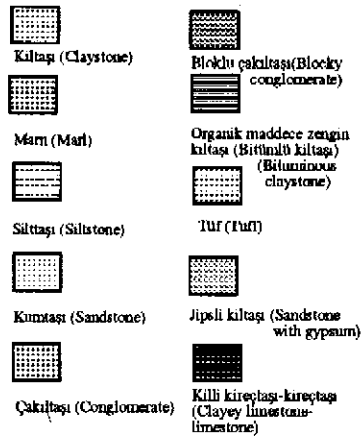 Kiltaşı (Claystone)
Marn (Marl)
Silttaşı (Siltstone)
Kumtaşı (Sandstone)
Çakıltaşı (Conglomerate)
Bloklu çakıltaşı(Blocky
conglomerate)
Organik maddece zengin
kiltaşı (Bitümlü kiltaşı)
(Bituminous
claystone)
Tüf (Tuff)
Jipsli kiltaşı (Sandstone
with gypsum)
Killi kireçtaşı-kireçtaşı
(Clayey limestone-
limestone)